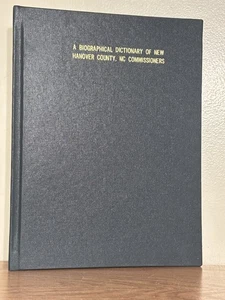 A BIOGRAPHICAL DICTIONARY OF NEW
HANOVER COUNTY, NC COMMISSIONERS